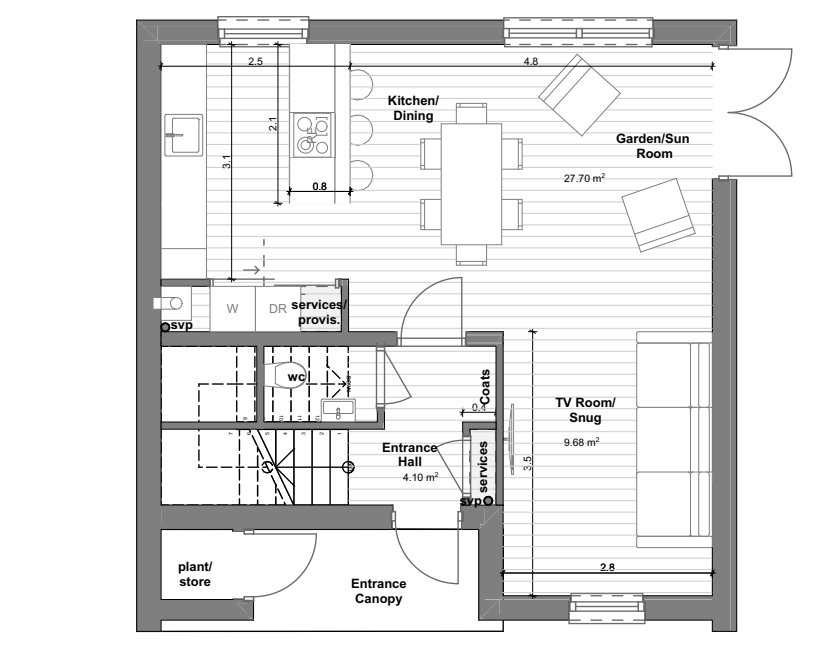 2.5
4.8
Kitchen/
Dining
2.1
3.1
Garden/Sun
Room
27.70 m²
0.8
W
DR
services/
provis.
svp
wc
Coats
0.4
TV Room/
Snug
9.68 m²
3.5
Entrance
Hall
4.10 m²
services
svp
2.8
plant/
store
Entrance
Canopy